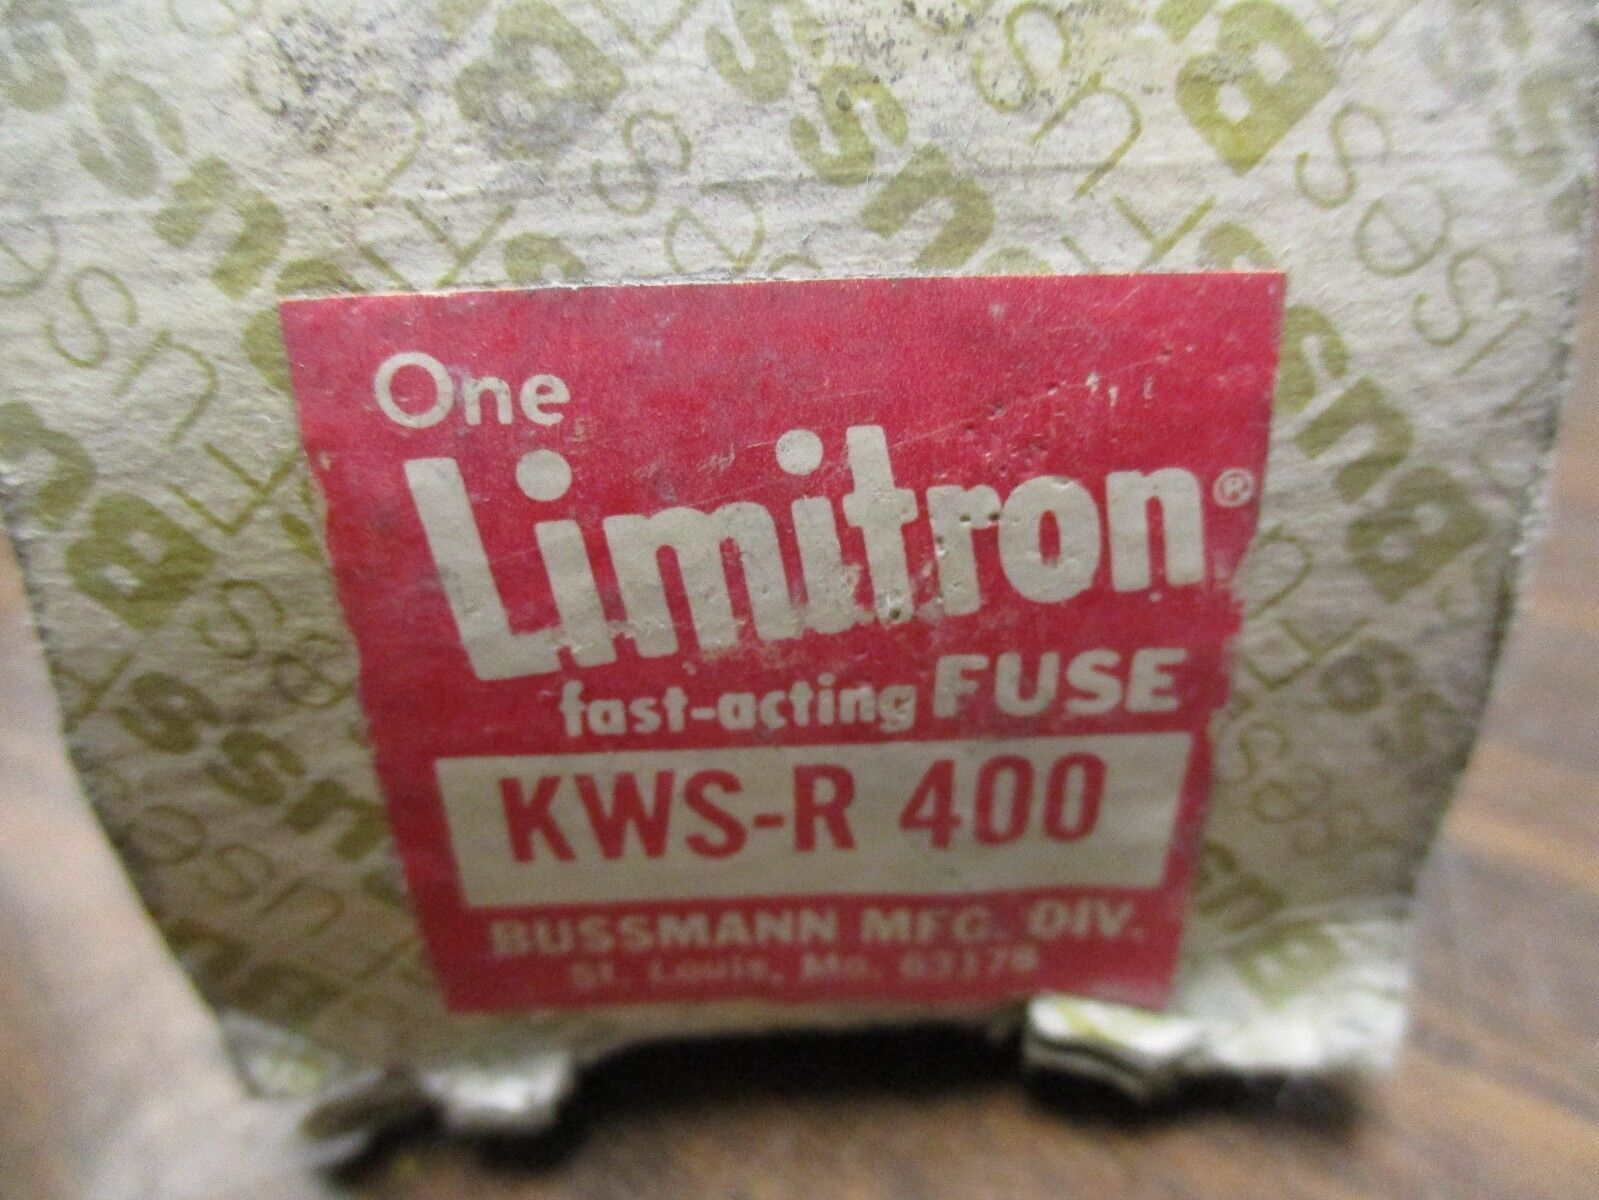 One
Limitron®
fast-acting FUSE
KWS-R 400
BUSSMANN MFG. DIV.
St. Louis, Mo. 63178